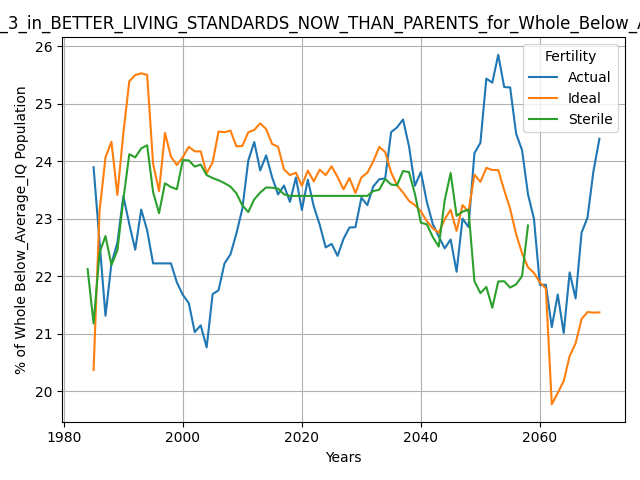 _3_in_BETTER_LIVING_STANDARDS_NOW_THAN_PARENTS_for_Whole_Below_A
Fertility
Actual
Ideal
Sterile
% of Whole Below_Average_IQ Population
26
25
24
23
22
21
20
1980
2000
2020
2040
2060
Years